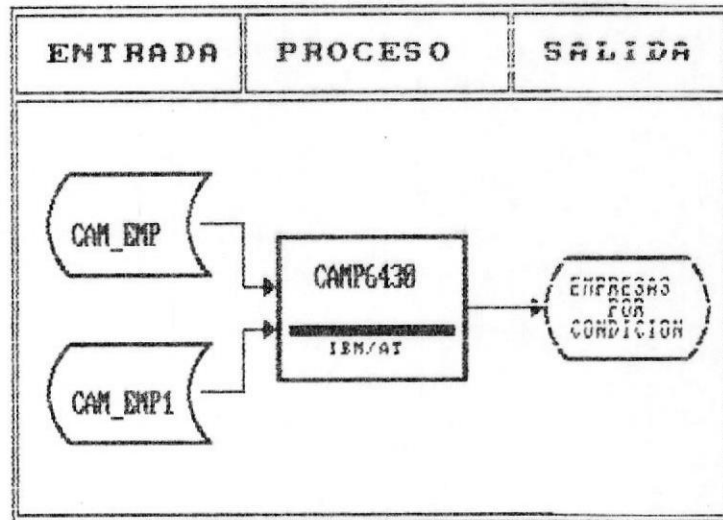 ENTRADA
PROCESO
SALIDA
CAM_EMP
CAMP6430
IBM/AT
CAM_EMP1
EMPRESAS
POR
CONDICION